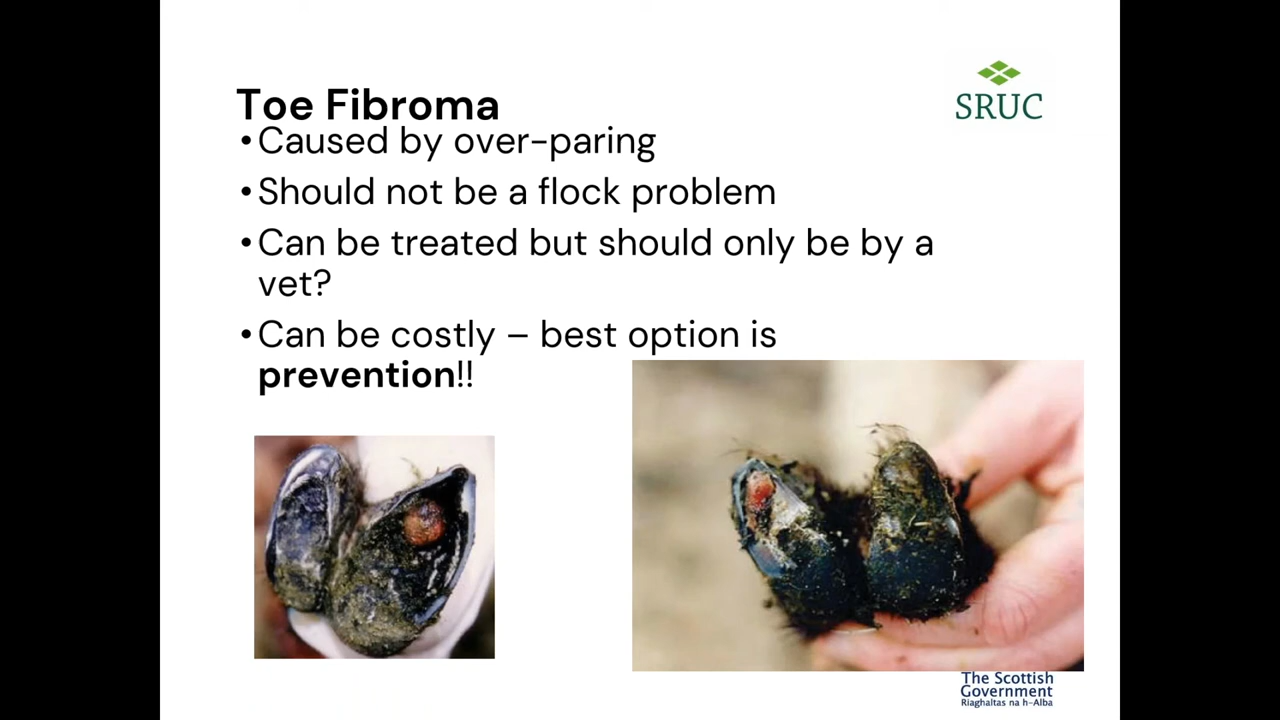 Toe Fibroma
SRUC
•Caused by over-paring
•Should not be a flock problem
•Can be treated but should only be by a
vet?
•Can be costly – best option is
prevention!!
The Scottish
Government
Riaghaltas na h-Alba